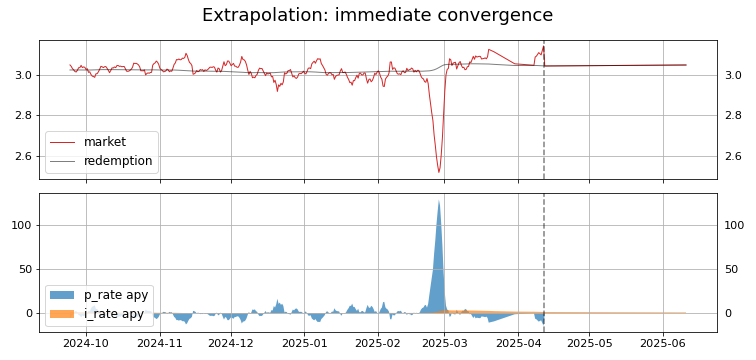 Extrapolation: immediate convergence
3.0
2.8
2.6
3.0
2.8
2.6
market
redemption
100
50
0
100
50
0
p_rate apy
i_rate apy
2024-10 2024-11 2024-12 2025-01 2025-02 2025-03 2025-04 2025-05 2025-06